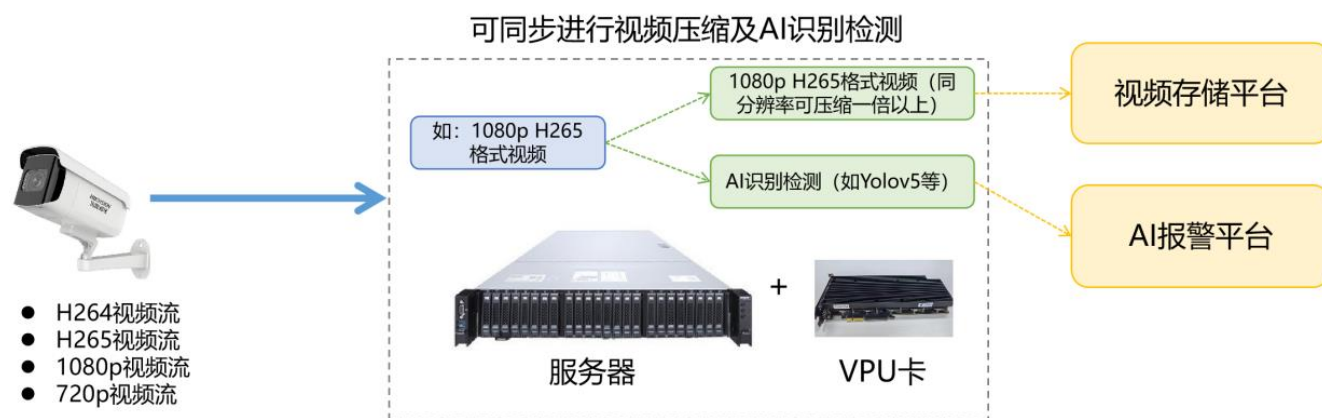 可同步进行视频压缩及AI识别检测
如：1080p H265
格式视频
1080p H265格式视频（同
分辨率可压缩一倍以上）
AI识别检测（如Yolov5等）
视频存储平台
AI报警平台
HIKVISION
H264视频流
H265视频流
1080p视频流
720p视频流
+
服务器
VPU卡